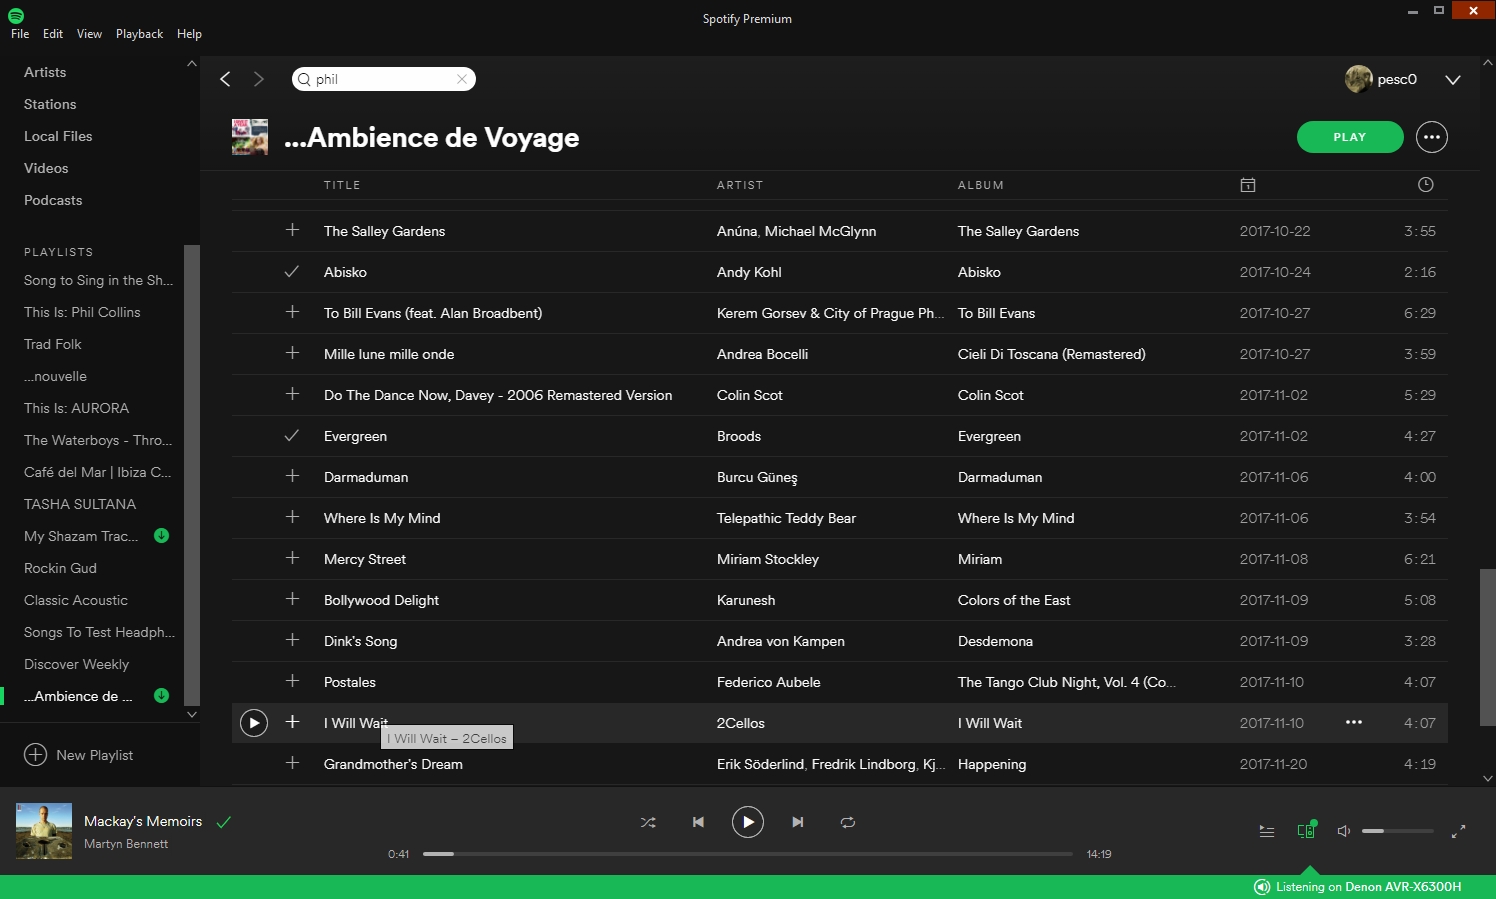 Spotify Premium
File Edit View Playback Help
Artists
Stations
Local Files
Videos
Podcasts
PLAYLISTS
Song to Sing in the Sh...
This Is: Phil Collins
Trad Folk
...nouvelle
This Is: AURORA
The Waterboys - Thro...
Café del Mar | Ibiza C...
TASHA SULTANA
My Shazam Trac...
Rockin Gud
Classic Acoustic
Songs To Test Headph...
Discover Weekly
...Ambience de ...
New Playlist
phil
pesc0
...Ambience de Voyage
PLAY
TITLE ARTIST ALBUM
The Salley Gardens Anúna, Michael McGlynn The Salley Gardens 2017-10-22 3:55
Abisko Andy Kohl Abisko 2017-10-24 2:16
To Bill Evans (feat. Alan Broadbent) Kerem Gorsev & City of Prague Ph... To Bill Evans 2017-10-27 6:29
Mille lune mille onde Andrea Bocelli Cieli Di Toscana (Remastered) 2017-10-27 3:59
Do The Dance Now, Davey - 2006 Remastered Version Colin Scot Colin Scot 2017-11-02 5:29
Evergreen Broods Evergreen 2017-11-02 4:27
Darmaduman Burcu Güneş Darmaduman 2017-11-06 4:00
Where Is My Mind Telepathic Teddy Bear Where Is My Mind 2017-11-06 3:54
Mercy Street Miriam Stockley Miriam 2017-11-08 6:21
Bollywood Delight Karunesh Colors of the East 2017-11-09 5:08
Dink's Song Andrea von Kampen Desdemona 2017-11-09 3:28
Postales Federico Aubele The Tango Club Night, Vol. 4 (Co... 2017-11-10 4:07
I Will Wait 2Cellos I Will Wait 2017-11-10 4:07
I Will Wait – 2Cellos
Grandmother's Dream Erik Söderlind, Fredrik Lindborg, Kj... Happening 2017-11-20 4:19
Mackay's Memoirs
Martyn Bennett
0:41 14:19
Listening on Denon AVR-X6300H